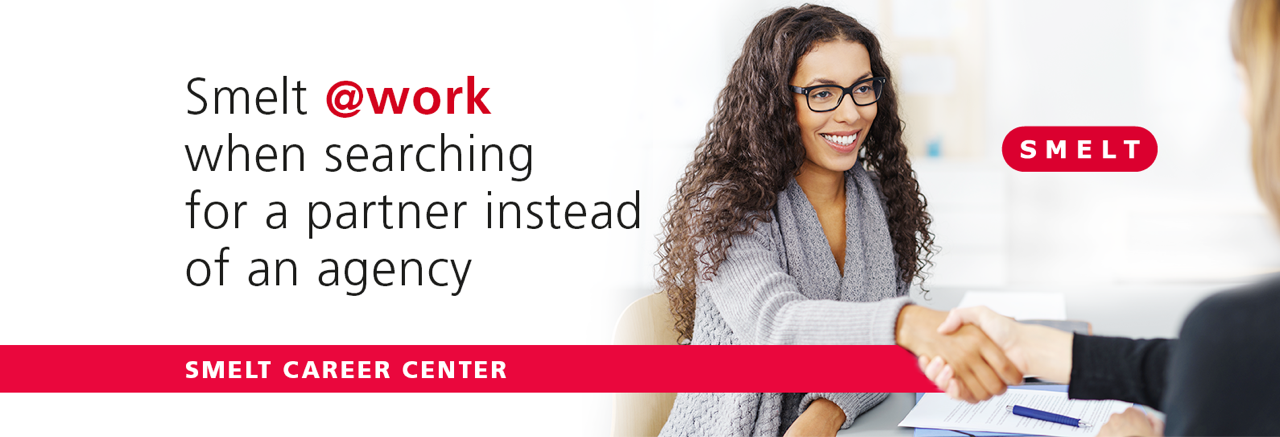 Smelt @work
when searching
for a partner instead
of an agency
SMELT
SMELT CAREER CENTER